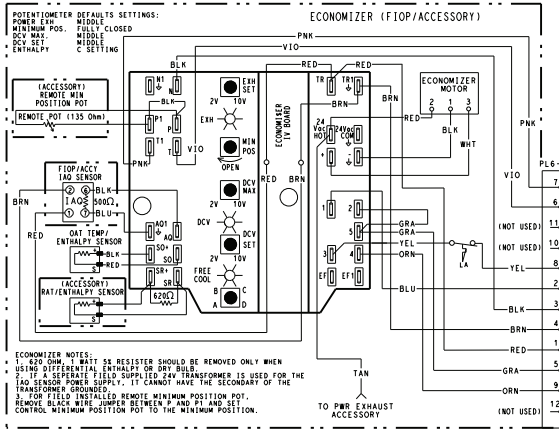 POTENTIOMETER DEFAULTS SETTINGS:
POWER EXH MIDDLE
MINIMUM POS. FULLY CLOSED
DCV MAX. MIDDLE
DCV SET MIDDLE
ENTHALPY C SETTING
ECONOMIZER (FIOP/ACCESSORY)
PNK
VIO
BLK
RED
RED
(ACCESSORY)
REMOTE MIN
POSITION POT
REMOTE POT (135 Ohm)
N1
N
BLK
P1
P
T1
T
PNK
VIO
EXH
SET
2V 10V
EXH
MIN
POS
OPEN
DCV
MAX
2V 10V
DCV
DCV
SET
2V 10V
FREE
COOL
B C
A D
ECONOMISER
IV BOARD
RED
BRN
TR
TR1
BRN
24
Vac
HOT
24Vac
COM
+
-
1
2
5
3
4
EF
EF1
BRN
ECONOMIZER
MOTOR
2 1 3
RED
BLK
WHT
GRA
GRA
YEL
ORN
BLU
LA
FIOP/ACCY
IAQ SENSOR
2 6
IAQ 500Ω
1 7
BLK
BLU
BRN
RED
AQ1
AQ
SO+
SO
SR+
SR
620Ω
OAT TEMP/
ENTHALPY SENSOR
+
S
BLK
RED
(ACCESSORY)
RAT/ENTHALPY SENSOR
+
S
PNK
VIO
PL6
7
6
(NOT USED) 11
(NOT USED) 10
YEL 8
2
BLK 3
BRN 4
RED 1
GRA 5
ORN 9
(NOT USED) 12
TAN
TO PWR EXHAUST
ACCESSORY
ECONOMIZER NOTES:
1. 620 OHM, 1 WATT 5% RESISTER SHOULD BE REMOVED ONLY WHEN
USING DIFFERENTIAL ENTHALPY OR DRY BULB.
2. IF A SEPERATE FIELD SUPPLIED 24V TRANSFORMER IS USED FOR THE
IAQ SENSOR POWER SUPPLY, IT CANNOT HAVE THE SECONDARY OF THE
TRANSFORMER GROUNDED.
3. FOR FIELD INSTALLED REMOTE MINIMUM POSITION POT,
REMOVE BLACK WIRE JUMPER BETWEEN P AND P1 AND SET
CONTROL MINIMUM POSITION POT TO THE MINIMUM POSITION.